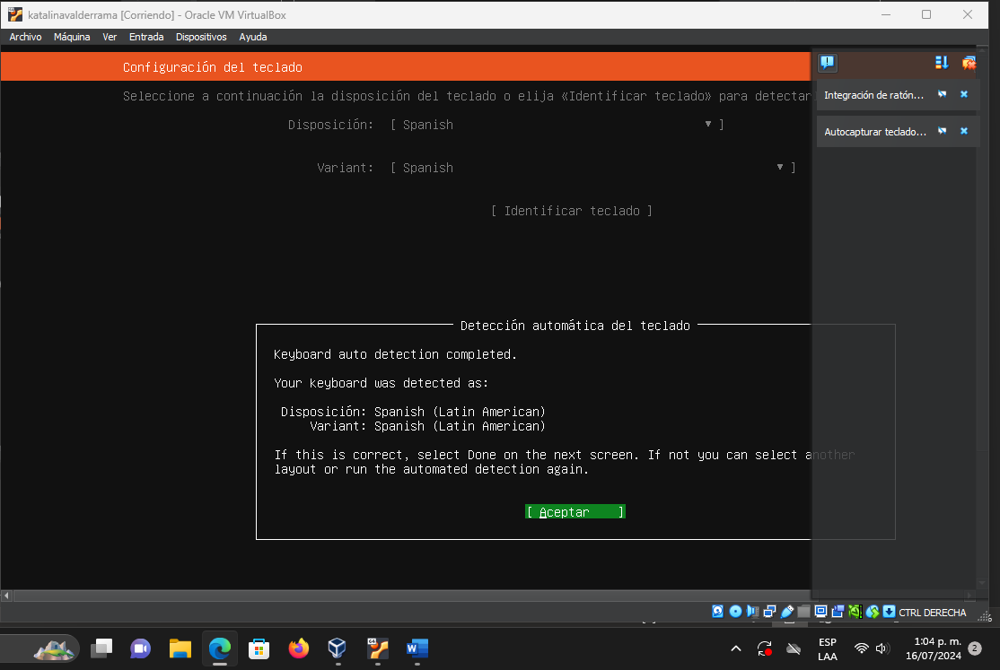 katalinavalderrama [Corriendo] - Oracle VM VirtualBox
Archivo Máquina Ver Entrada Dispositivos Ayuda
Configuración del teclado
Seleccione a continuación la disposición del teclado o elija «Identificar teclado» para detectar
Disposición: [ Spanish ▾ ]
Variant: [ Spanish ▾ ]
[ Identificar teclado ]
Integración de ratón...
Autocapturar teclado...
Detección automática del teclado
Keyboard auto detection completed.
Your keyboard was detected as:
Disposición: Spanish (Latin American)
Variant: Spanish (Latin American)
If this is correct, select Done on the next screen. If not you can select another
layout or run the automated detection again.
[ Aceptar ]
CTRL DERECHA
ESP
LAA
1:04 p. m.
16/07/2024
2